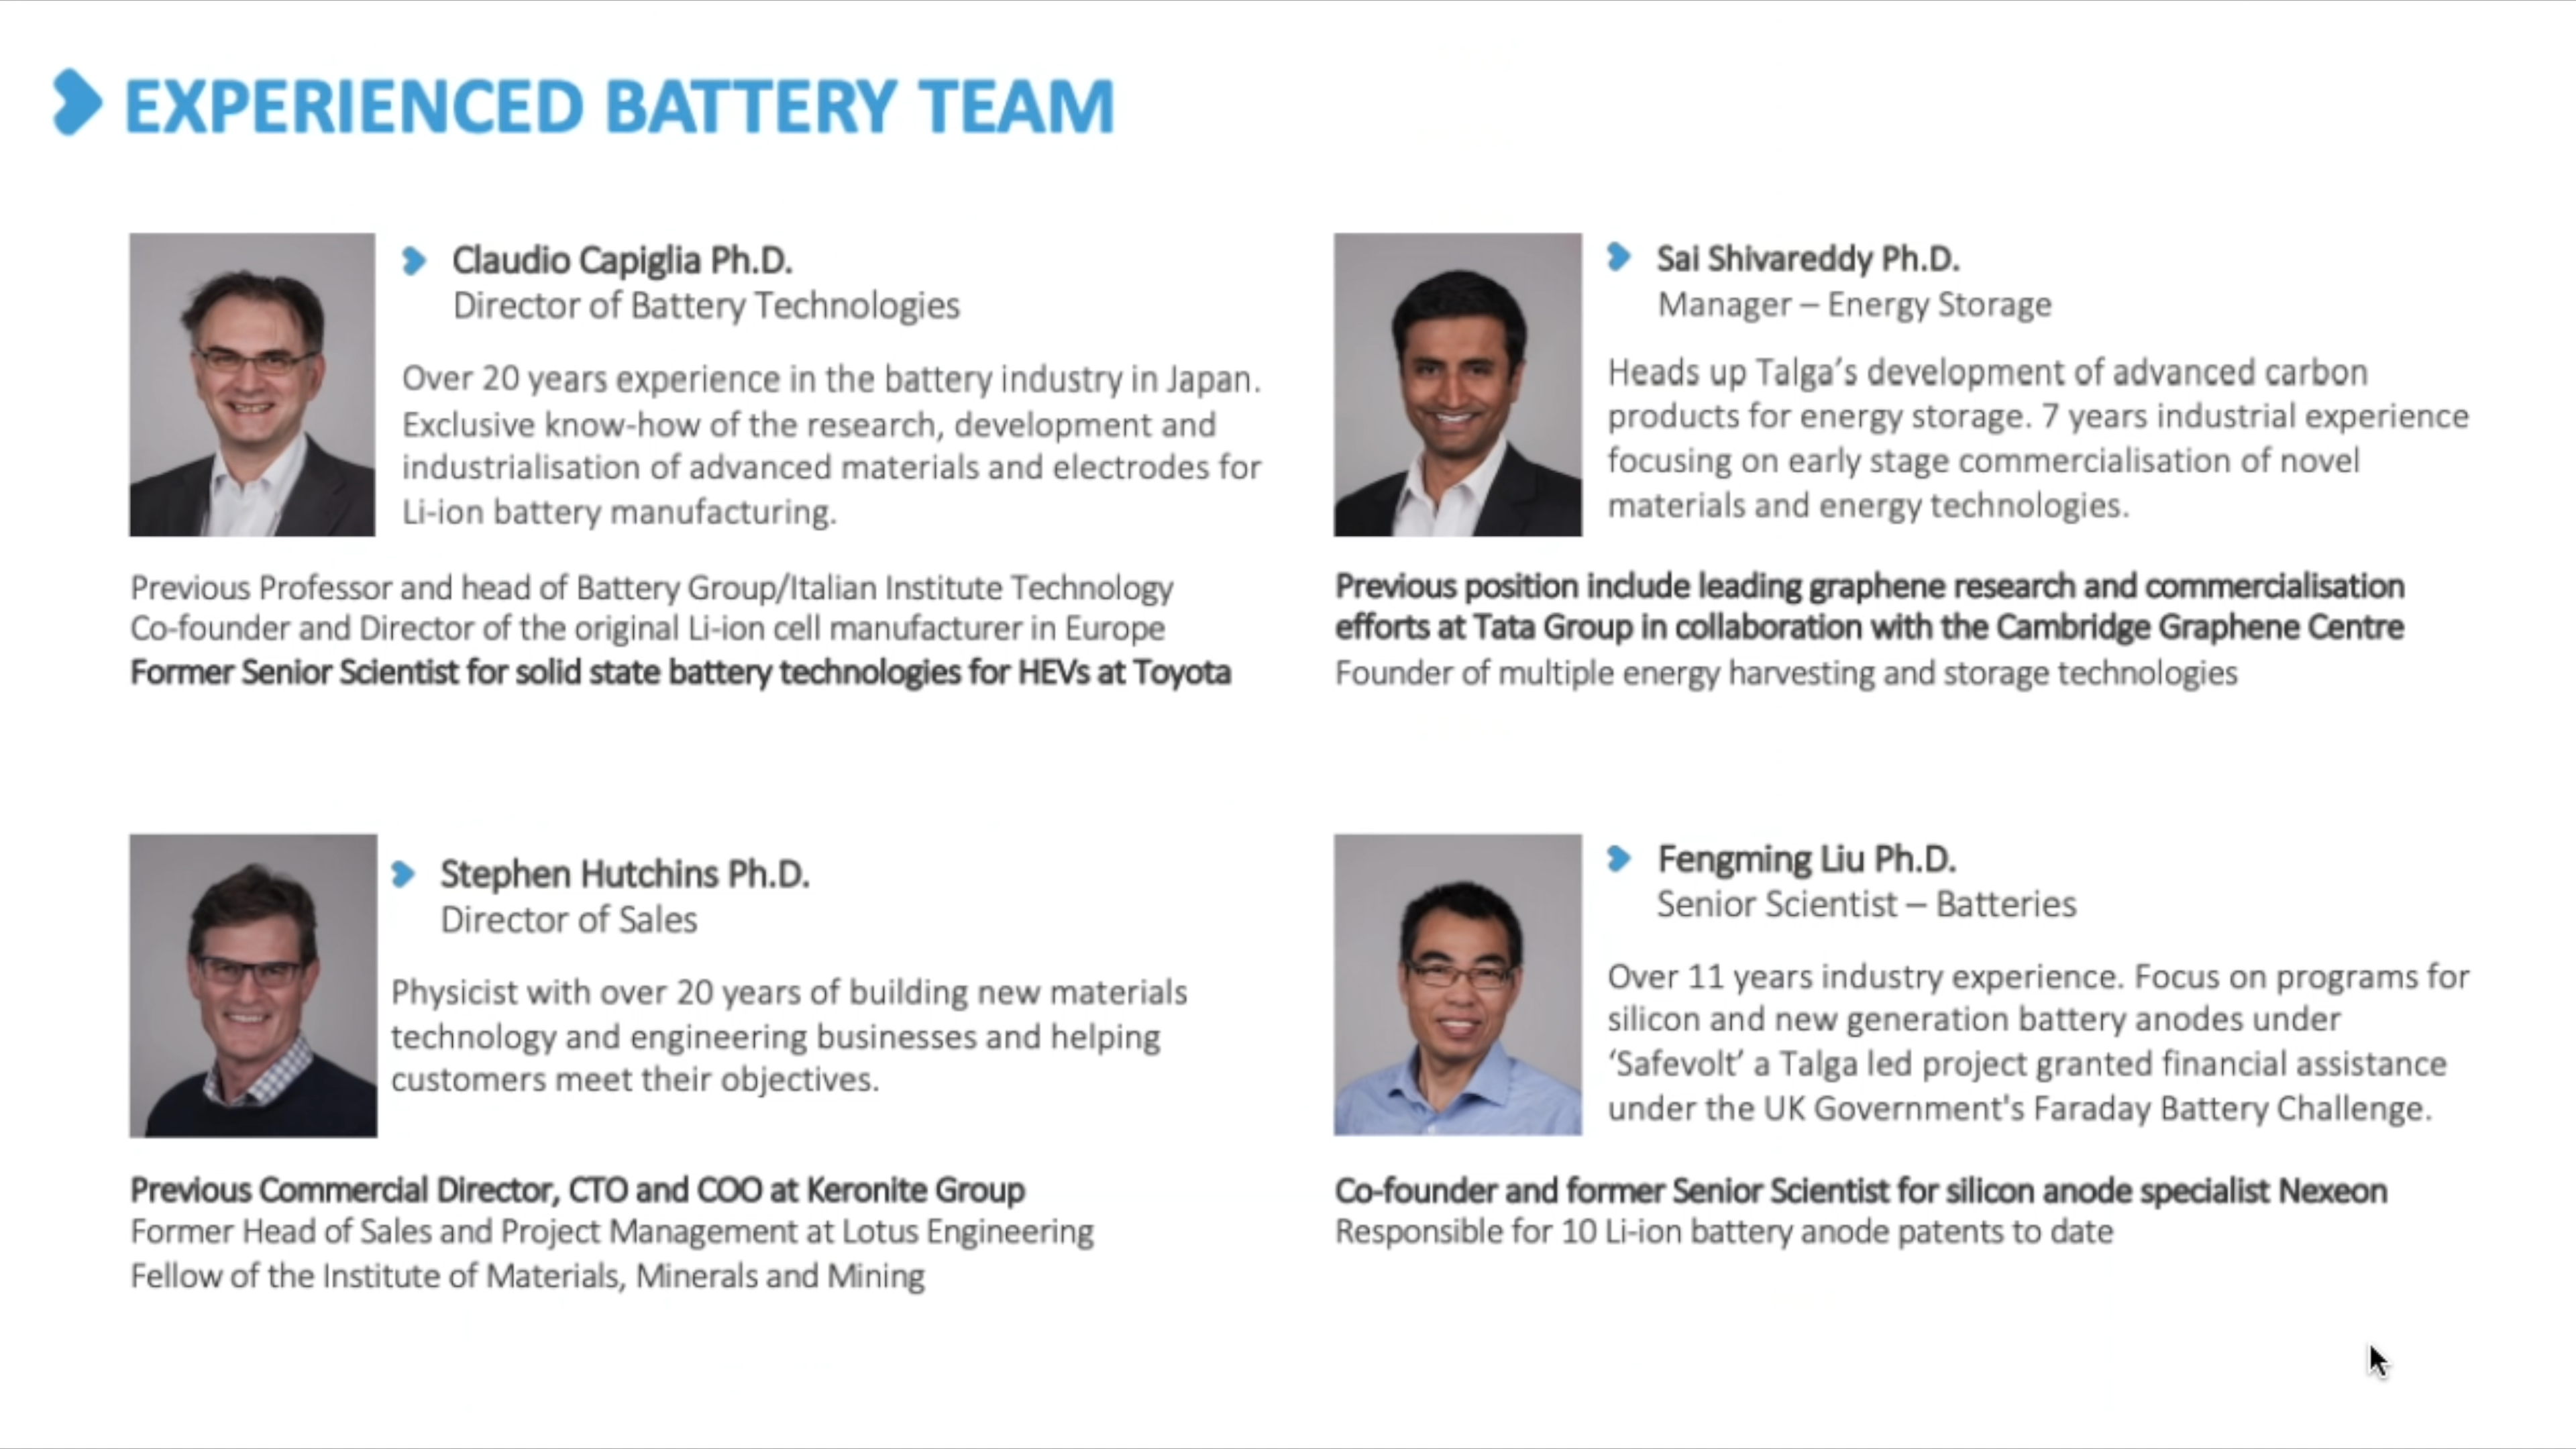 EXPERIENCED BATTERY TEAM
Claudio Capiglia Ph.D.
Director of Battery Technologies
Over 20 years experience in the battery industry in Japan.
Exclusive know-how of the research, development and
industrialisation of advanced materials and electrodes for
Li-ion battery manufacturing.
Previous Professor and head of Battery Group/Italian Institute Technology
Co-founder and Director of the original Li-ion cell manufacturer in Europe
Former Senior Scientist for solid state battery technologies for HEVs at Toyota
Sai Shivareddy Ph.D.
Manager – Energy Storage
Heads up Talga’s development of advanced carbon
products for energy storage. 7 years industrial experience
focusing on early stage commercialisation of novel
materials and energy technologies.
Previous position include leading graphene research and commercialisation
efforts at Tata Group in collaboration with the Cambridge Graphene Centre
Founder of multiple energy harvesting and storage technologies
Stephen Hutchins Ph.D.
Director of Sales
Physicist with over 20 years of building new materials
technology and engineering businesses and helping
customers meet their objectives.
Previous Commercial Director, CTO and COO at Keronite Group
Former Head of Sales and Project Management at Lotus Engineering
Fellow of the Institute of Materials, Minerals and Mining
Fengming Liu Ph.D.
Senior Scientist – Batteries
Over 11 years industry experience. Focus on programs for
silicon and new generation battery anodes under
‘Safevolt’ a Talga led project granted financial assistance
under the UK Government's Faraday Battery Challenge.
Co-founder and former Senior Scientist for silicon anode specialist Nexeon
Responsible for 10 Li-ion battery anode patents to date